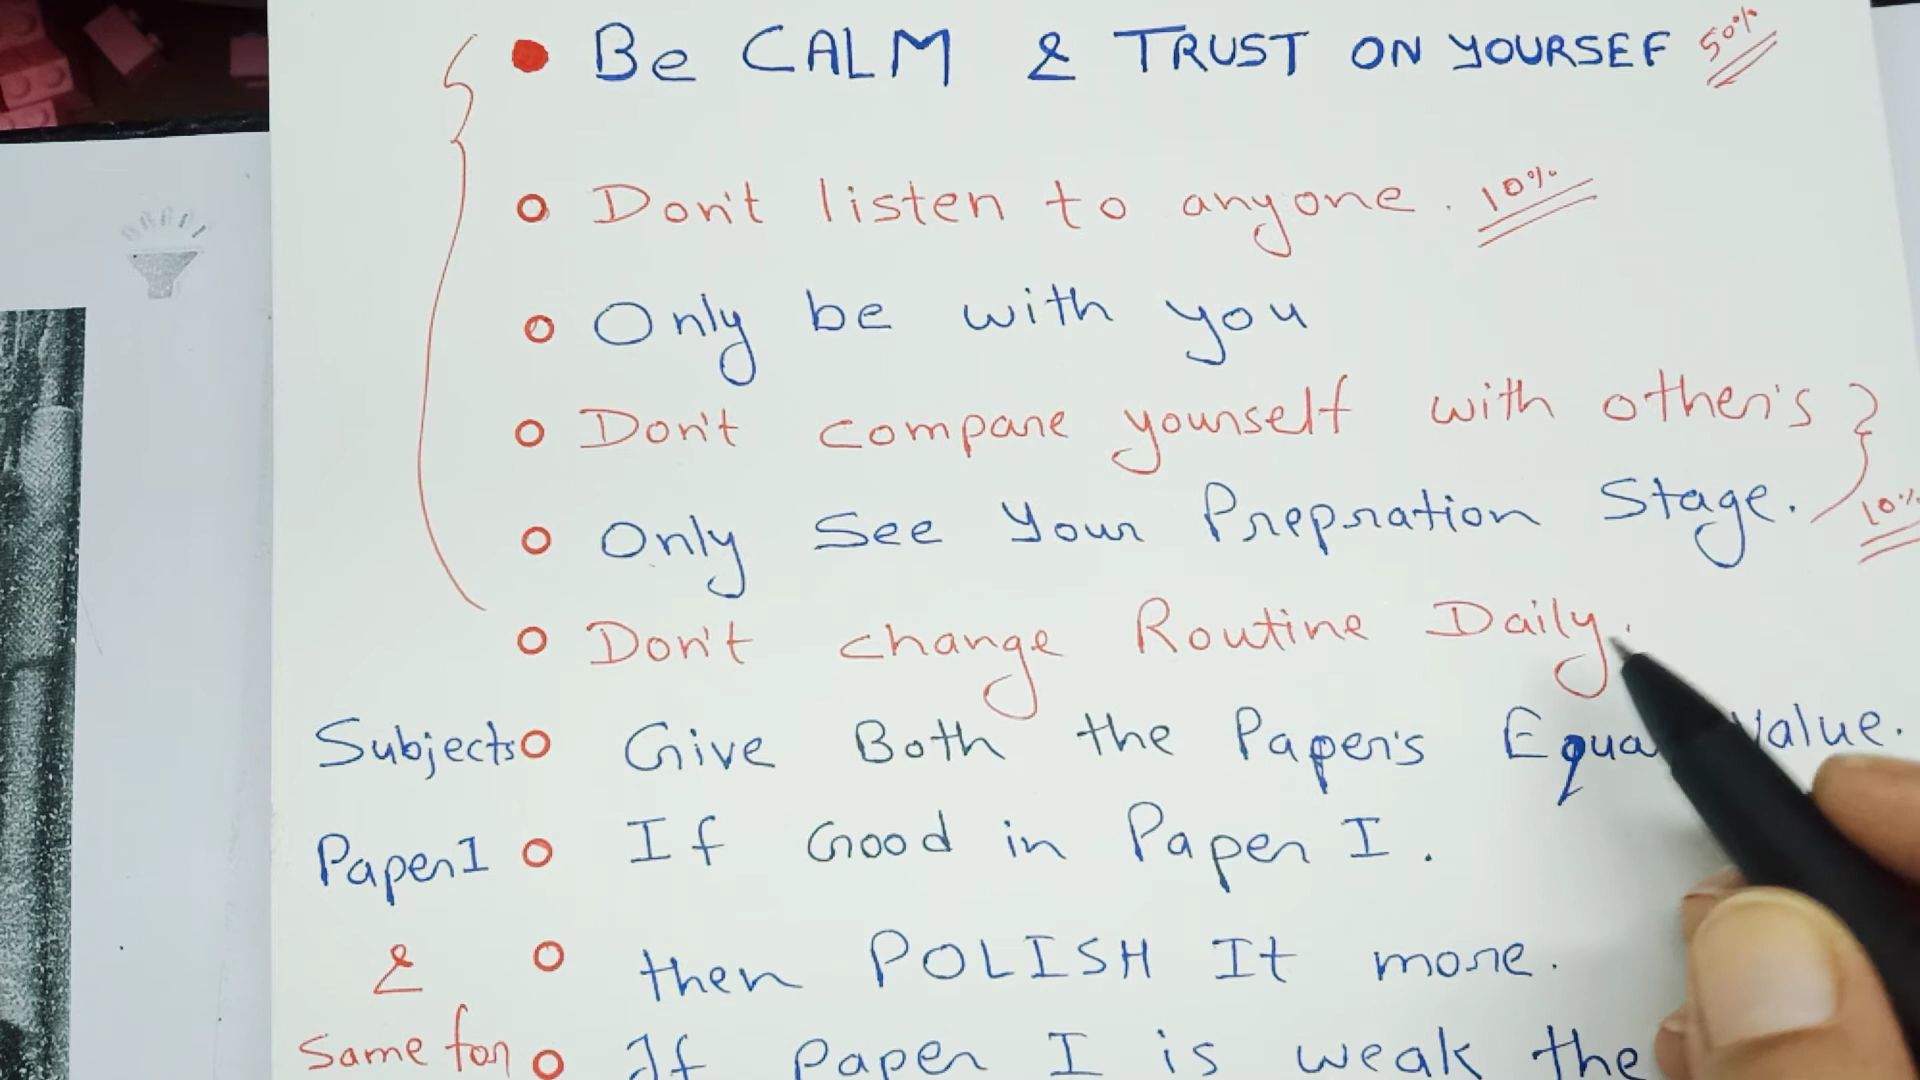 Be CALM & TRUST ON YOURSEF 50%
Don't listen to anyone. 10%
Only be with you
Don't compare yourself with other's
Only see your Prepration Stage. 10%
Don't change Routine Daily.
Subjects Give Both the Paper's Equa value.
Paper1 If Good in Paper I.
& then POLISH It more.
Same for If paper I is weak the